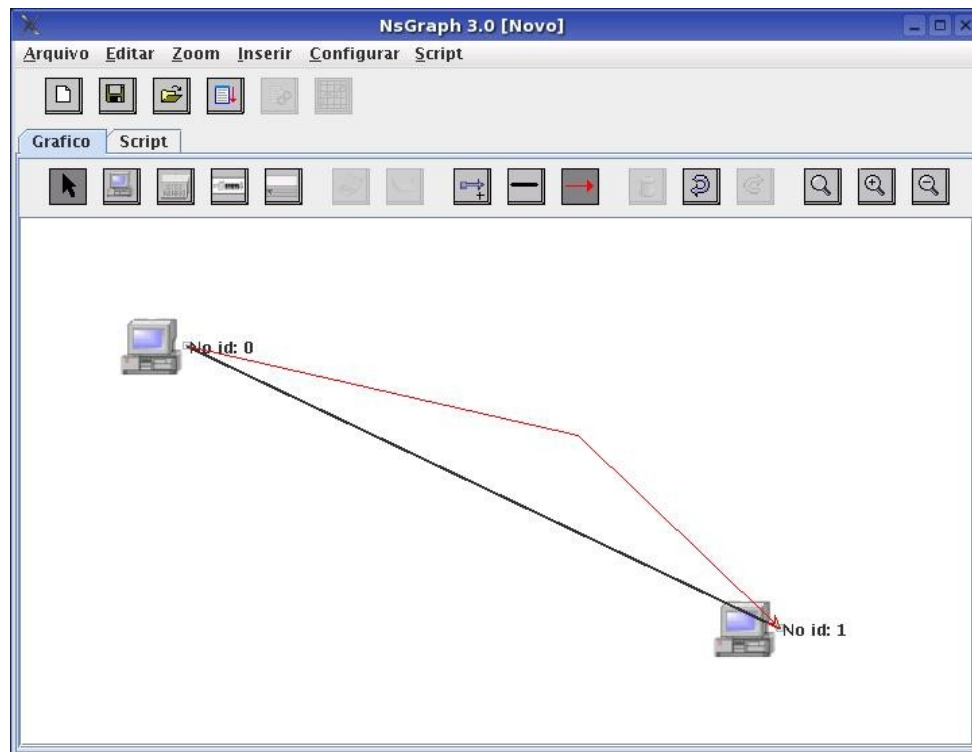 NsGraph 3.0 [Novo]
Arquivo Editar Zoom Inserir Configurar Script
Grafico Script
No id: 0
No id: 1